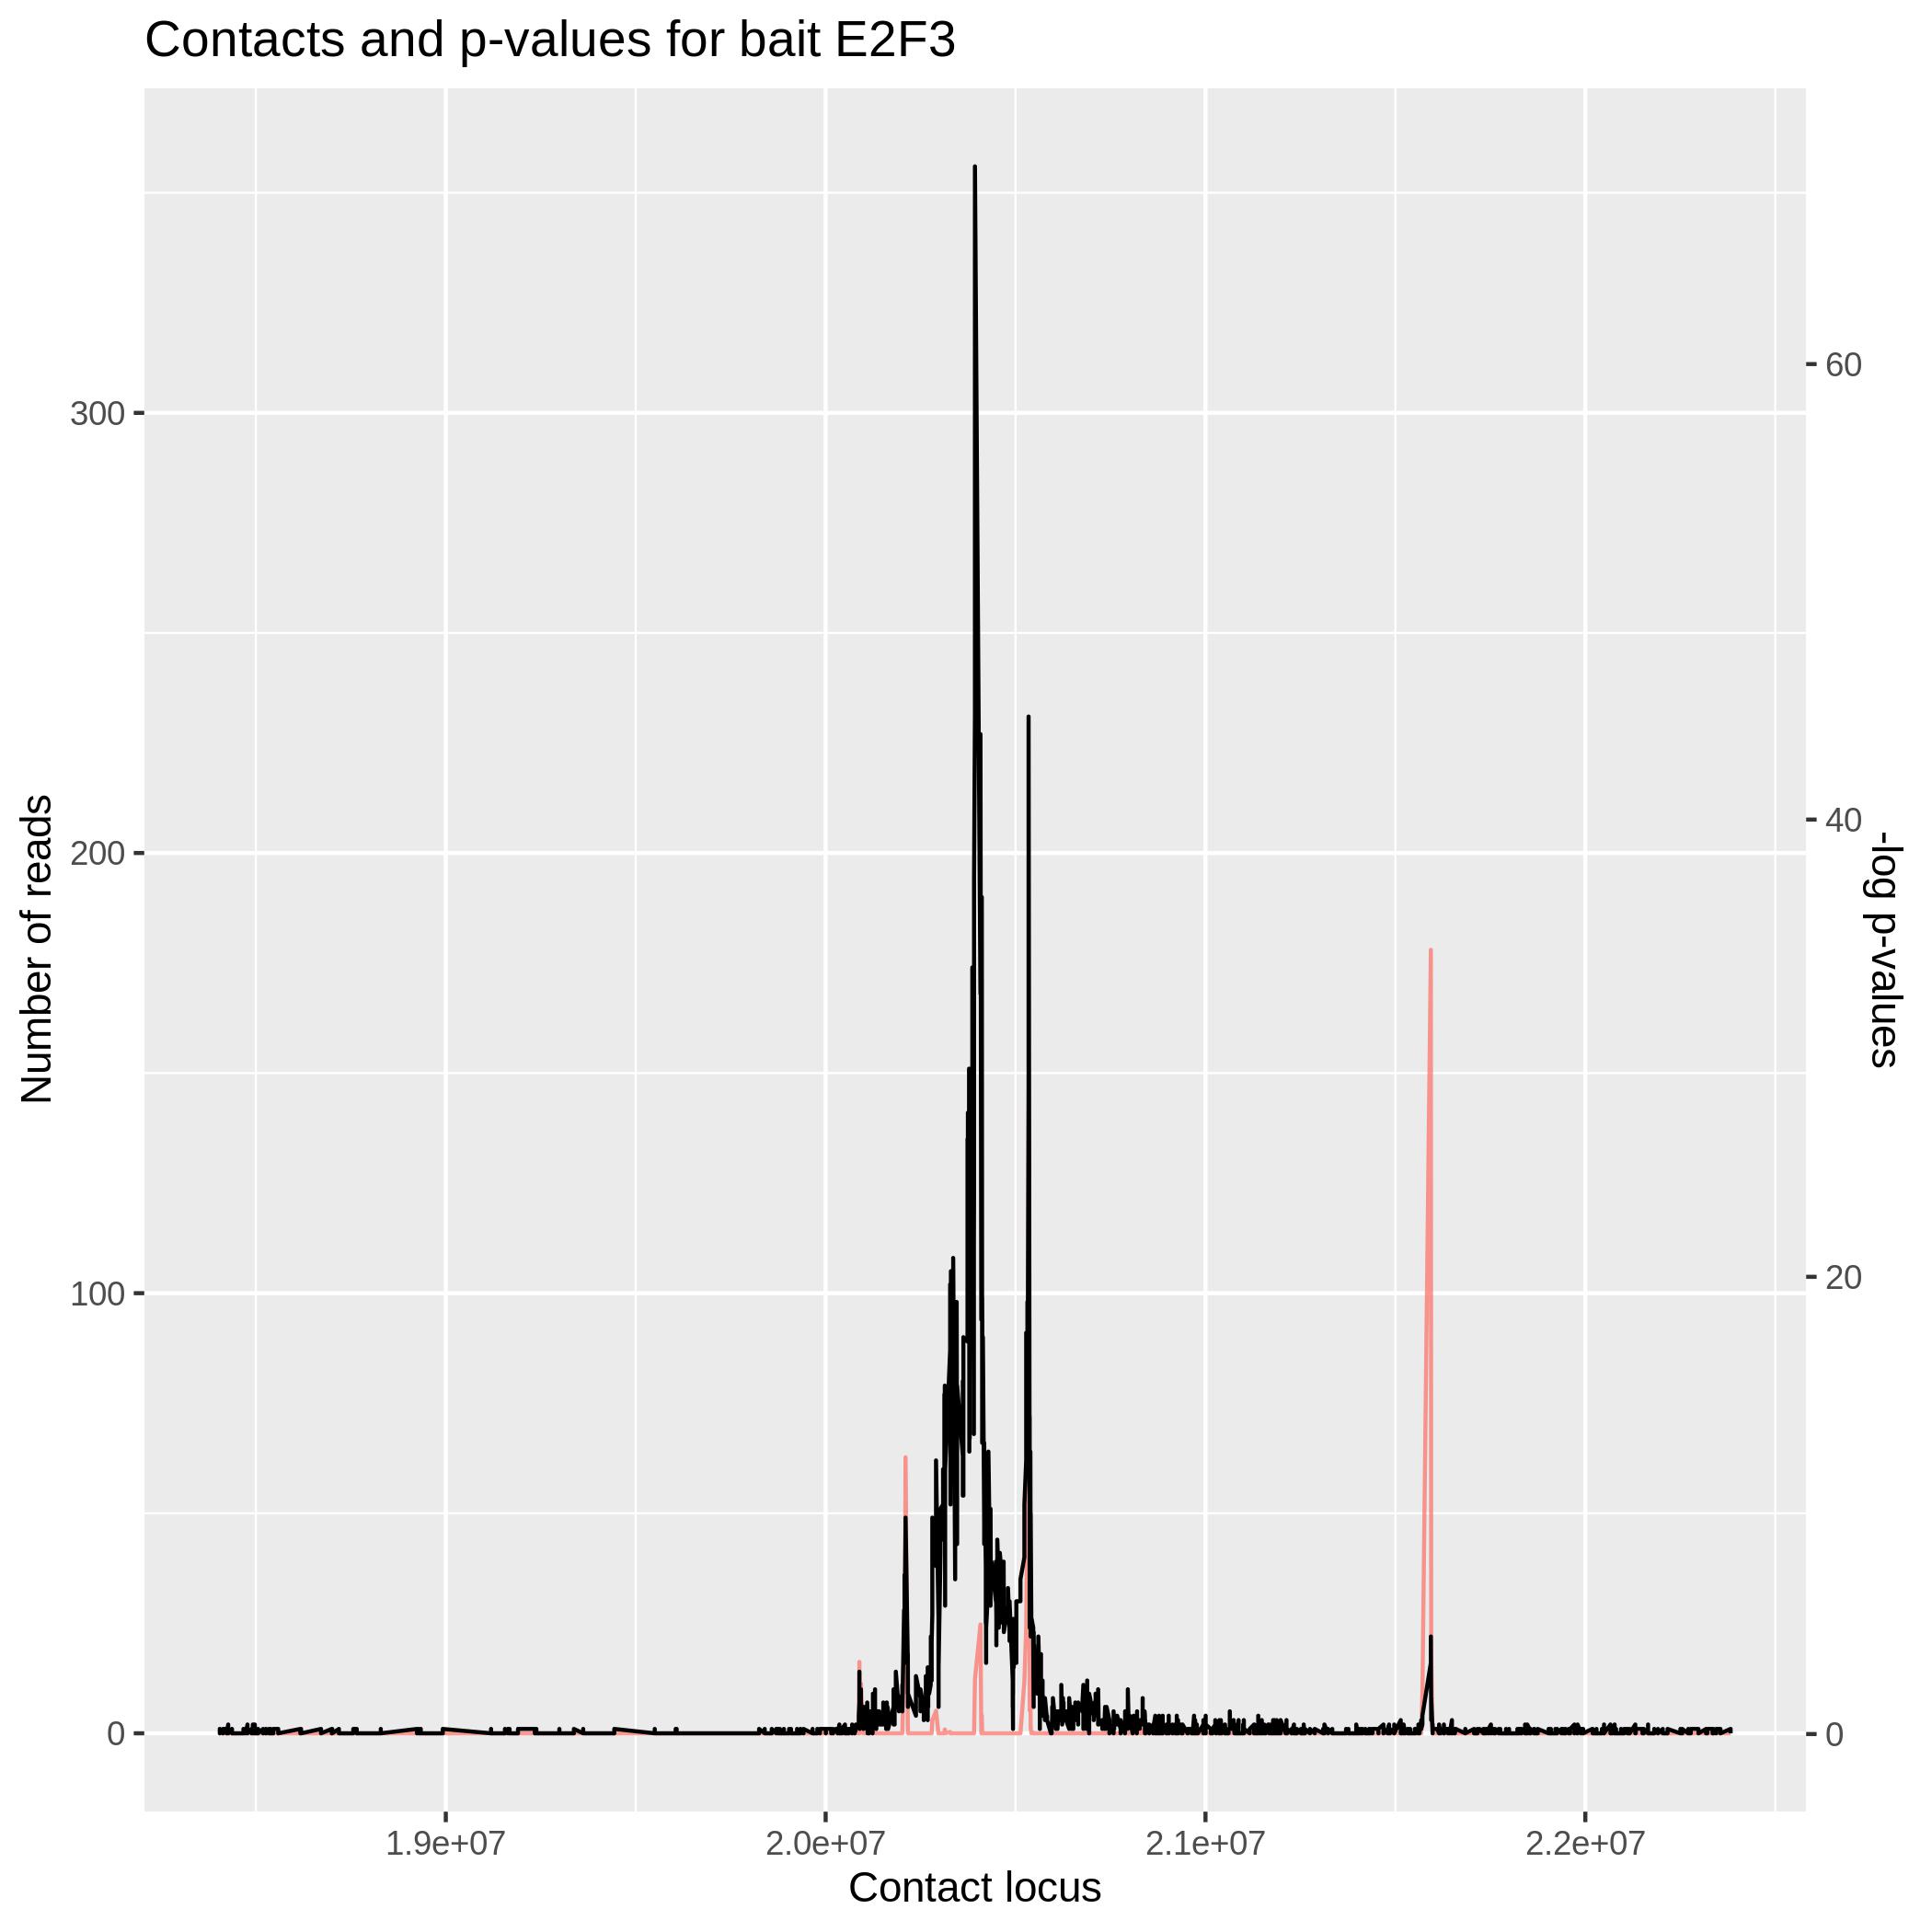 Contacts and p-values for bait E2F3
Number of reads
300
200
100
0
60
40
20
0
-log p-values
1.9e+07 2.0e+07 2.1e+07 2.2e+07
Contact locus